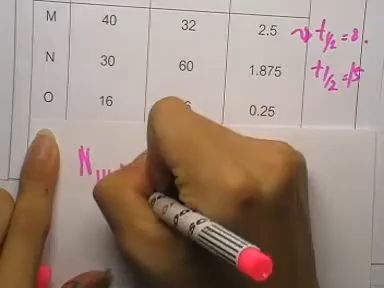 M 40 32 2.5 → t1/2 = 8.
N 30 60 1.875 t1/2 = 15
O 16 0.25
N